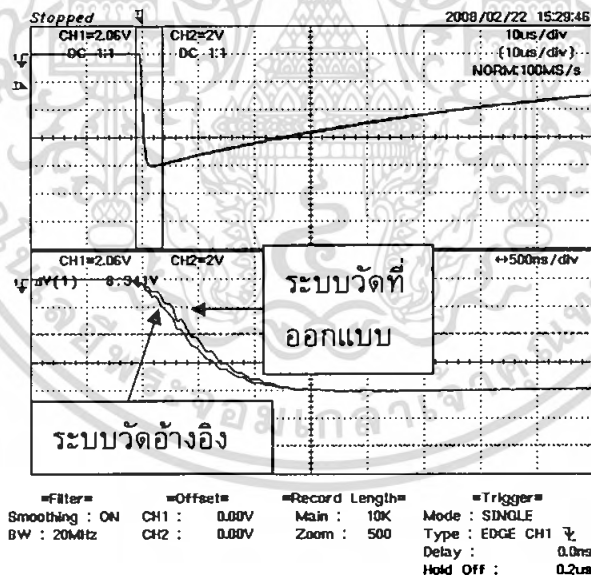 Stopped
2008/02/22 15:29:46
CH1=2.06V CH2=2V 10us/div
DC 1:1 DC 1:1 (10us/div)
NORM:100MS/s
CH1=2.06V CH2=2V ↔500ns/div
ΔV(1) 8.941V
ระบบวัดที่
ออกแบบ
ระบบวัดอ้างอิง
=Filter= =Offset= =Record Length= =Trigger=
Smoothing : ON CH1 : 0.00V Main : 10K Mode : SINGLE
BW : 20MHz CH2 : 0.00V Zoom : 500 Type : EDGE CH1
Delay : 0.0ns
Hold Off : 0.2us